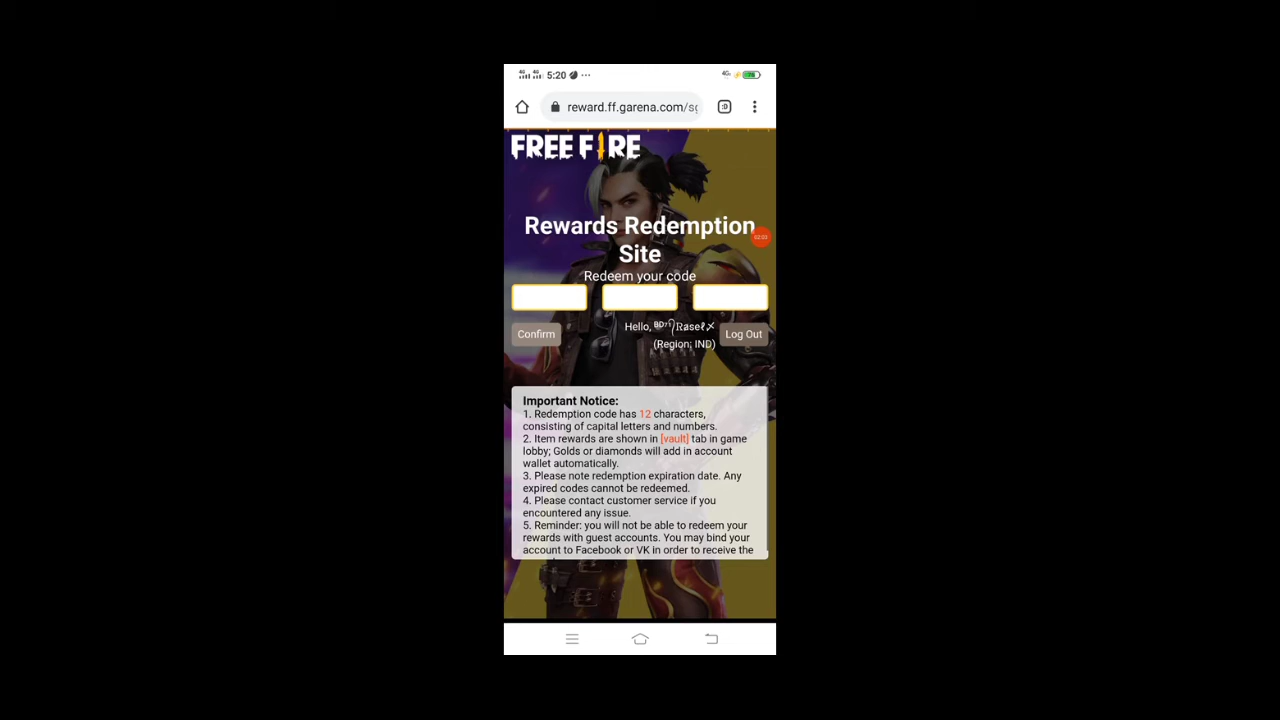 5:20
reward.ff.garena.com/s
FREE FIRE
Rewards Redemption
Site
Redeem your code
Confirm
Hello,
(Region: IND)
Log Out
Important Notice:
1. Redemption code has 12 characters,
consisting of capital letters and numbers.
2. Item rewards are shown in [vault] tab in game
lobby; Golds or diamonds will add in account
wallet automatically.
3. Please note redemption expiration date. Any
expired codes cannot be redeemed.
4. Please contact customer service if you
encountered any issue.
5. Reminder: you will not be able to redeem your
rewards with guest accounts. You may bind your
account to Facebook or VK in order to receive the